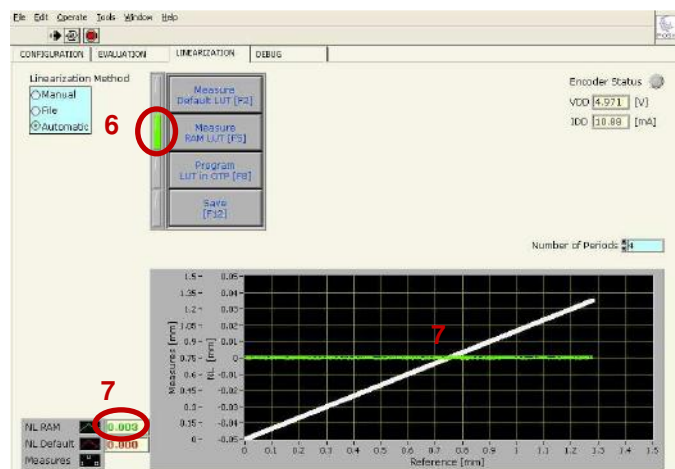 File Edit Operate Tools Window Help
CONFIGURATION EVALUATION LINEARIZATION DEBUG
Linearization Method
Manual
File
Automatic
6
Measure
Default LUT [F2]
Measure
RAM LUT [F5]
Program
LUT in OTP [F8]
Save
[F12]
Encoder Status
VDD 4.971 [V]
IDD 10.88 [mA]
Number of Periods 4
1.5 - 0.05 -
1.35 - 0.04 -
1.2 - 0.03 -
1.05 - 0.02 -
0.9 - 0.01 -
0.75 - 0 -
0.6 - -0.01 -
0.45 - -0.02 -
0.3 - -0.03 -
0.15 - -0.04 -
0 - -0.05 -
Measures [mm]
NL [mm]
7
0 0.1 0.2 0.3 0.4 0.5 0.6 0.7 0.8 0.9 1 1.1 1.2 1.3 1.4 1.5
Reference [mm]
7
NL RAM 0.003
NL Default 0.000
Measures